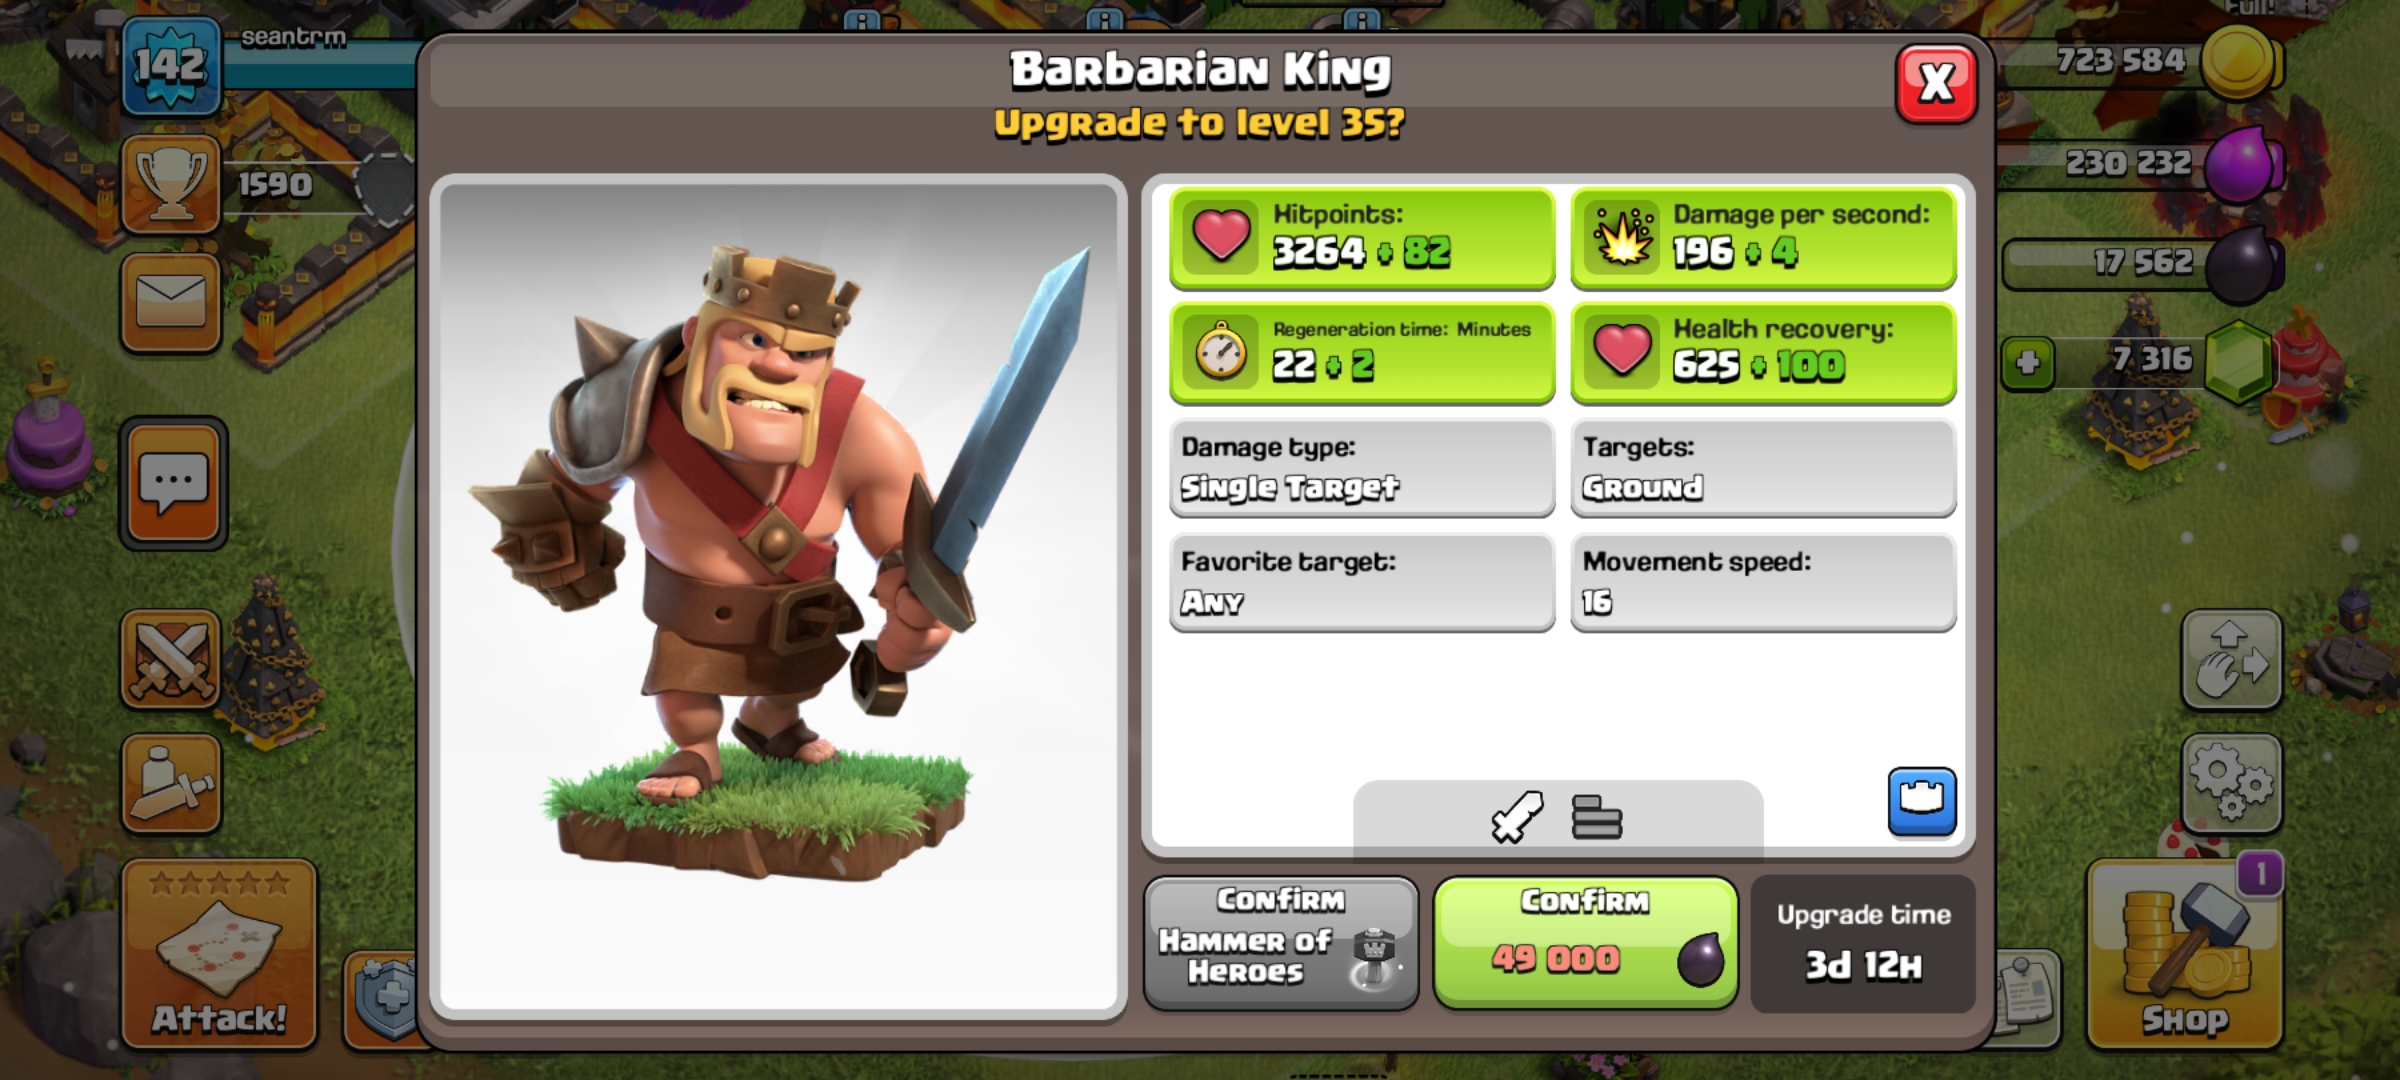 Full!
142
seantrm
Barbarian King
Upgrade to level 35?
X
723 584
1590
230 232
17 562
7 316
Hitpoints:
3264 + 82
Damage per second:
196 + 4
Regeneration time: Minutes
22 + 2
Health recovery:
625 + 100
Damage type:
Single Target
Targets:
Ground
Favorite target:
Any
Movement speed:
16
Confirm
Hammer of
Heroes
Confirm
49 000
Upgrade time
3d 12H
Attack!
1
Shop